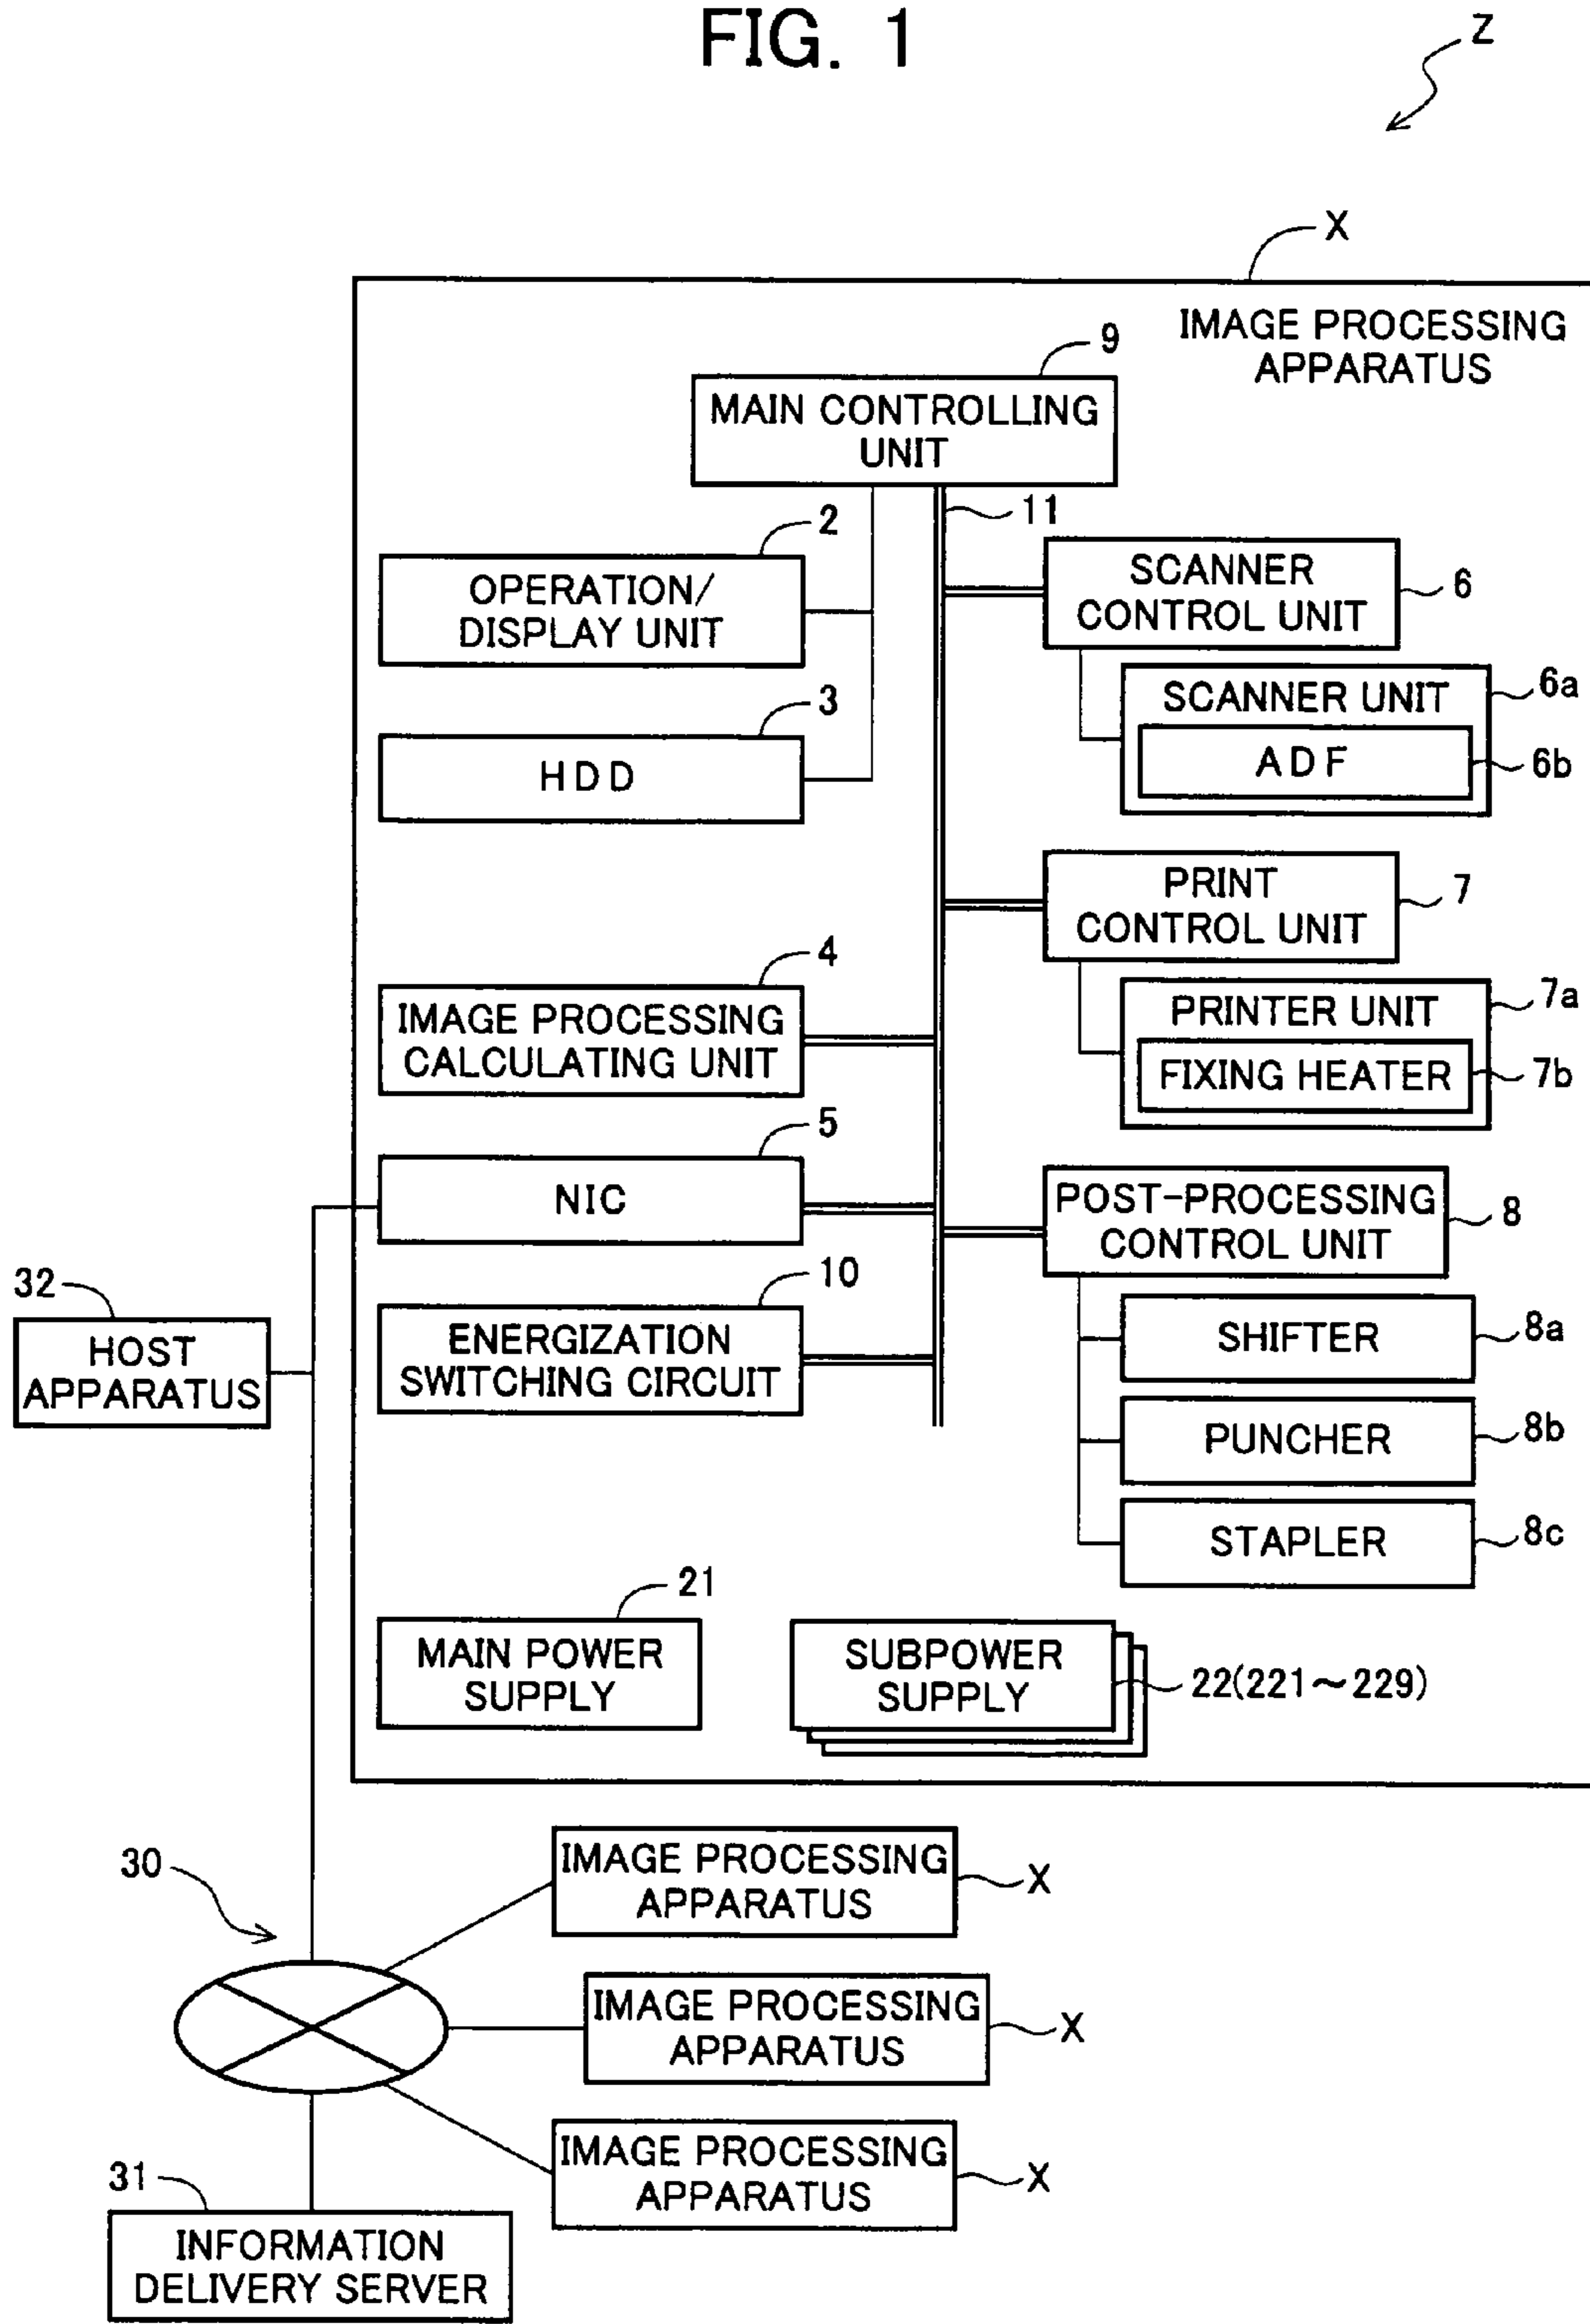 FIG. 1
Z
X
IMAGE PROCESSING
APPARATUS
9
MAIN CONTROLLING
UNIT
11
2
OPERATION/
DISPLAY UNIT
SCANNER
CONTROL UNIT
6
3
HDD
SCANNER UNIT
6a
ADF
6b
PRINT
CONTROL UNIT
7
4
IMAGE PROCESSING
CALCULATING UNIT
PRINTER UNIT
7a
FIXING HEATER
7b
5
NIC
POST-PROCESSING
CONTROL UNIT
8
32
HOST
APPARATUS
10
ENERGIZATION
SWITCHING CIRCUIT
SHIFTER
8a
PUNCHER
8b
STAPLER
8c
21
MAIN POWER
SUPPLY
SUBPOWER
SUPPLY
22(221~229)
30
IMAGE PROCESSING
APPARATUS
X
IMAGE PROCESSING
APPARATUS
X
IMAGE PROCESSING
APPARATUS
X
31
INFORMATION
DELIVERY SERVER